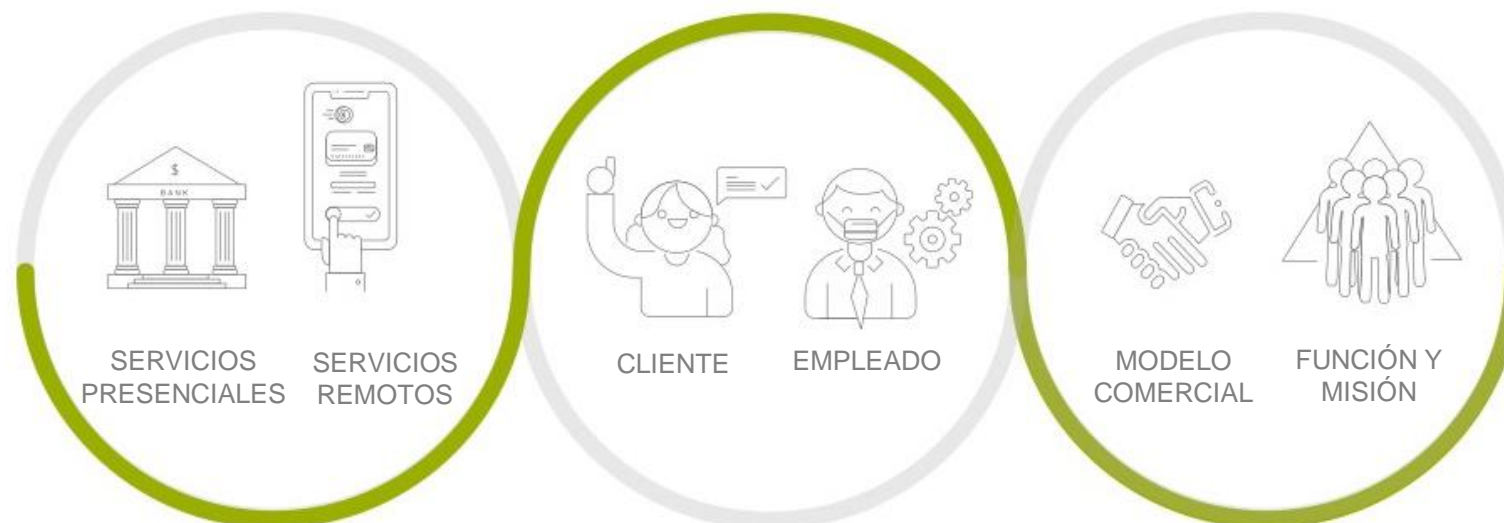 $
BANK
SERVICIOS
PRESENCIALES
SERVICIOS
REMOTOS
CLIENTE
EMPLEADO
MODELO
COMERCIAL
FUNCIÓN Y
MISIÓN